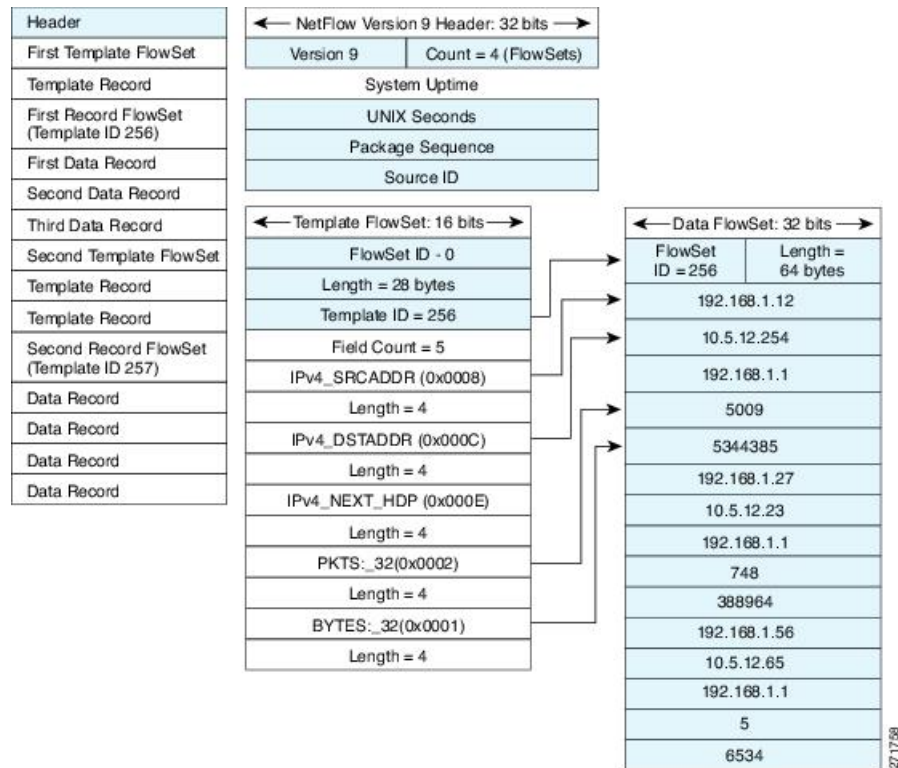 Header
First Template FlowSet
Template Record
First Record FlowSet
(Template ID 256)
First Data Record
Second Data Record
Third Data Record
Second Template FlowSet
Template Record
Template Record
Second Record FlowSet
(Template ID 257)
Data Record
Data Record
Data Record
Data Record
NetFlow Version 9 Header: 32 bits
Version 9
Count = 4 (FlowSets)
System Uptime
UNIX Seconds
Package Sequence
Source ID
Template FlowSet: 16 bits
FlowSet ID - 0
Length = 28 bytes
Template ID = 256
Field Count = 5
IPv4_SRCADDR (0x0008)
Length = 4
IPv4_DSTADDR (0x000C)
Length = 4
IPv4_NEXT_HDP (0x000E)
Length = 4
PKTS:_32(0x0002)
Length = 4
BYTES:_32(0x0001)
Length = 4
Data FlowSet: 32 bits
FlowSet
ID = 256
Length =
64 bytes
192.168.1.12
10.5.12.254
192.168.1.1
5009
5344385
192.168.1.27
10.5.12.23
192.168.1.1
748
388964
192.168.1.56
10.5.12.65
192.168.1.1
5
6534
271758